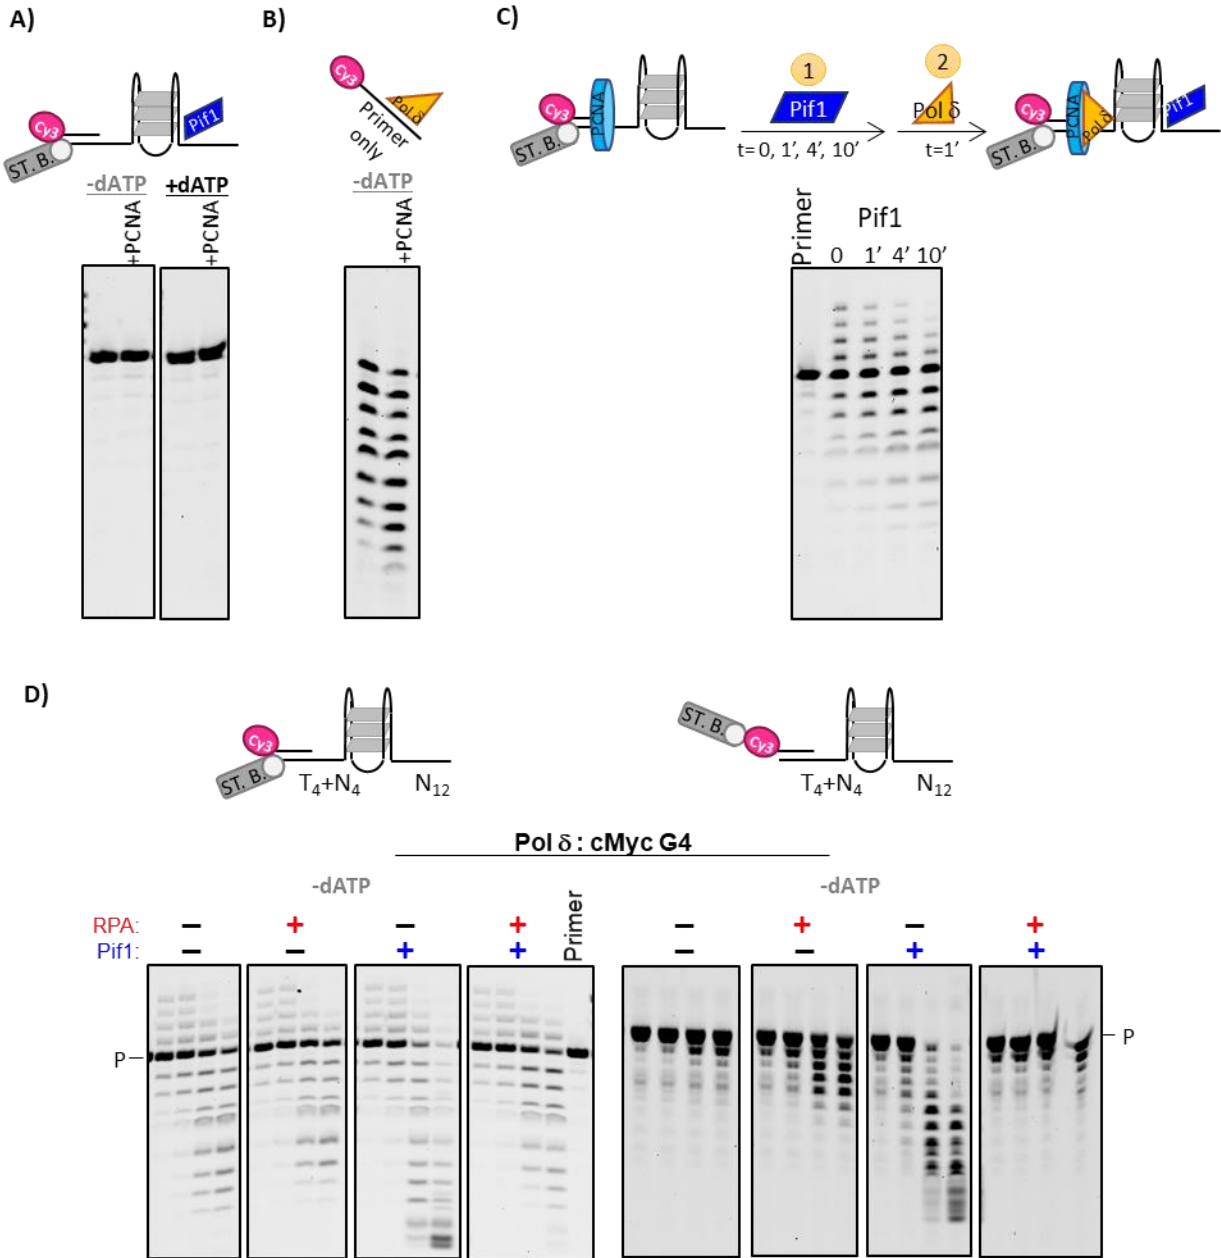 A)
Cy3
ST. B.
Pif1
-dATP
+dATP
+PCNA
+PCNA
B)
Cy3
Pol δ
Primer
only
-dATP
+PCNA
C)
Cy3
ST. B.
PCNA
1
Pif1
t=0, 1’, 4’, 10’
2
Pol δ
t=1’
Cy3
ST. B.
PCNA
Pol δ
Pif1
Primer
Pif1
0 1’ 4’ 10’
D)
Cy3
ST. B.
T4+N4
N12
ST. B.
Cy3
T4+N4
N12
Pol δ : cMyc G4
-dATP
-dATP
RPA: – + – + – + – +
Pif1: – – + + – – + +
Primer
P
P